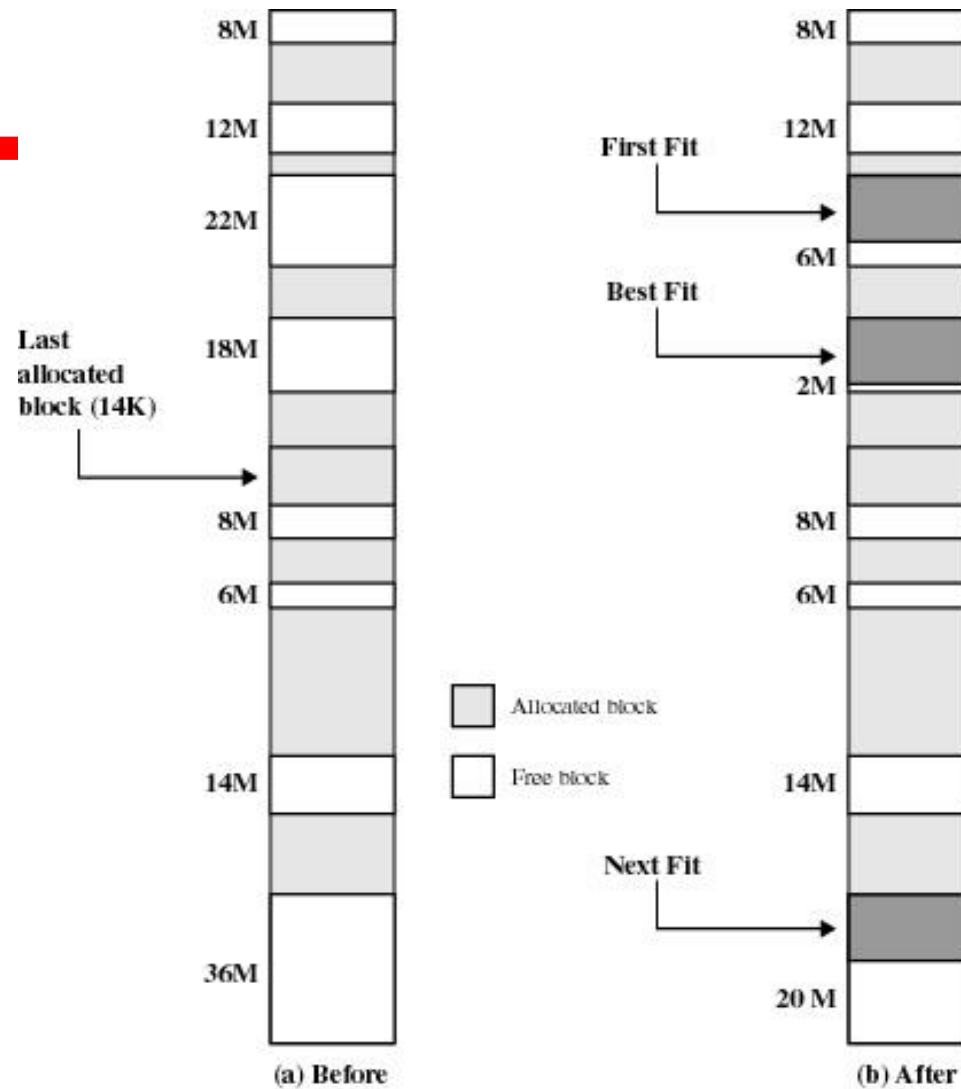 8M
12M
22M
18M
Last
allocated
block (14K)
8M
6M
14M
36M
(a) Before
Allocated block
Free block
8M
12M
First Fit
6M
Best Fit
2M
8M
6M
14M
Next Fit
20 M
(b) After